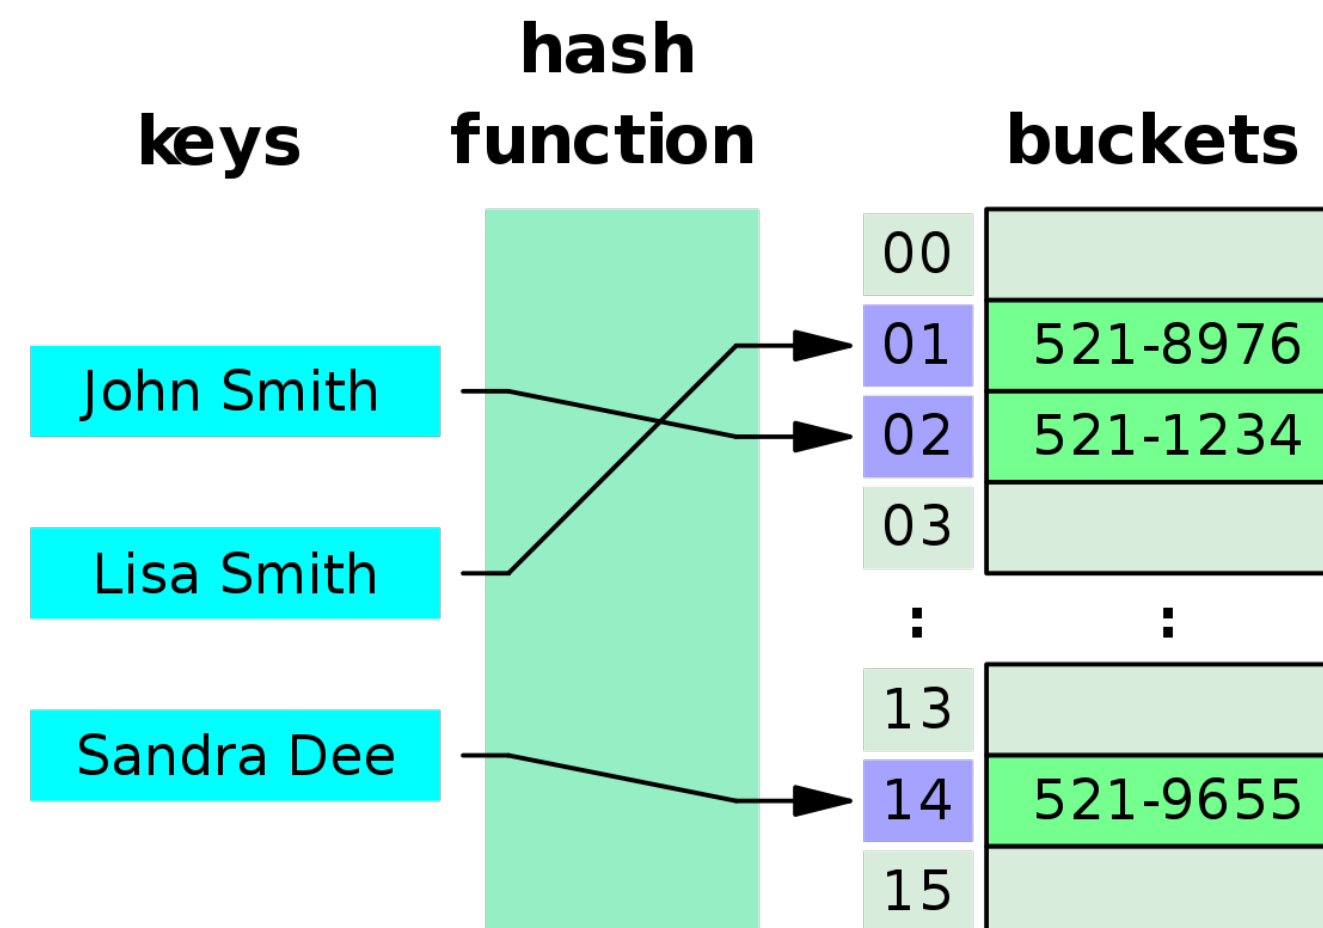 hash
keys function buckets
00
01 521-8976
John Smith
02 521-1234
03
Lisa Smith
: :
13
Sandra Dee
14 521-9655
15